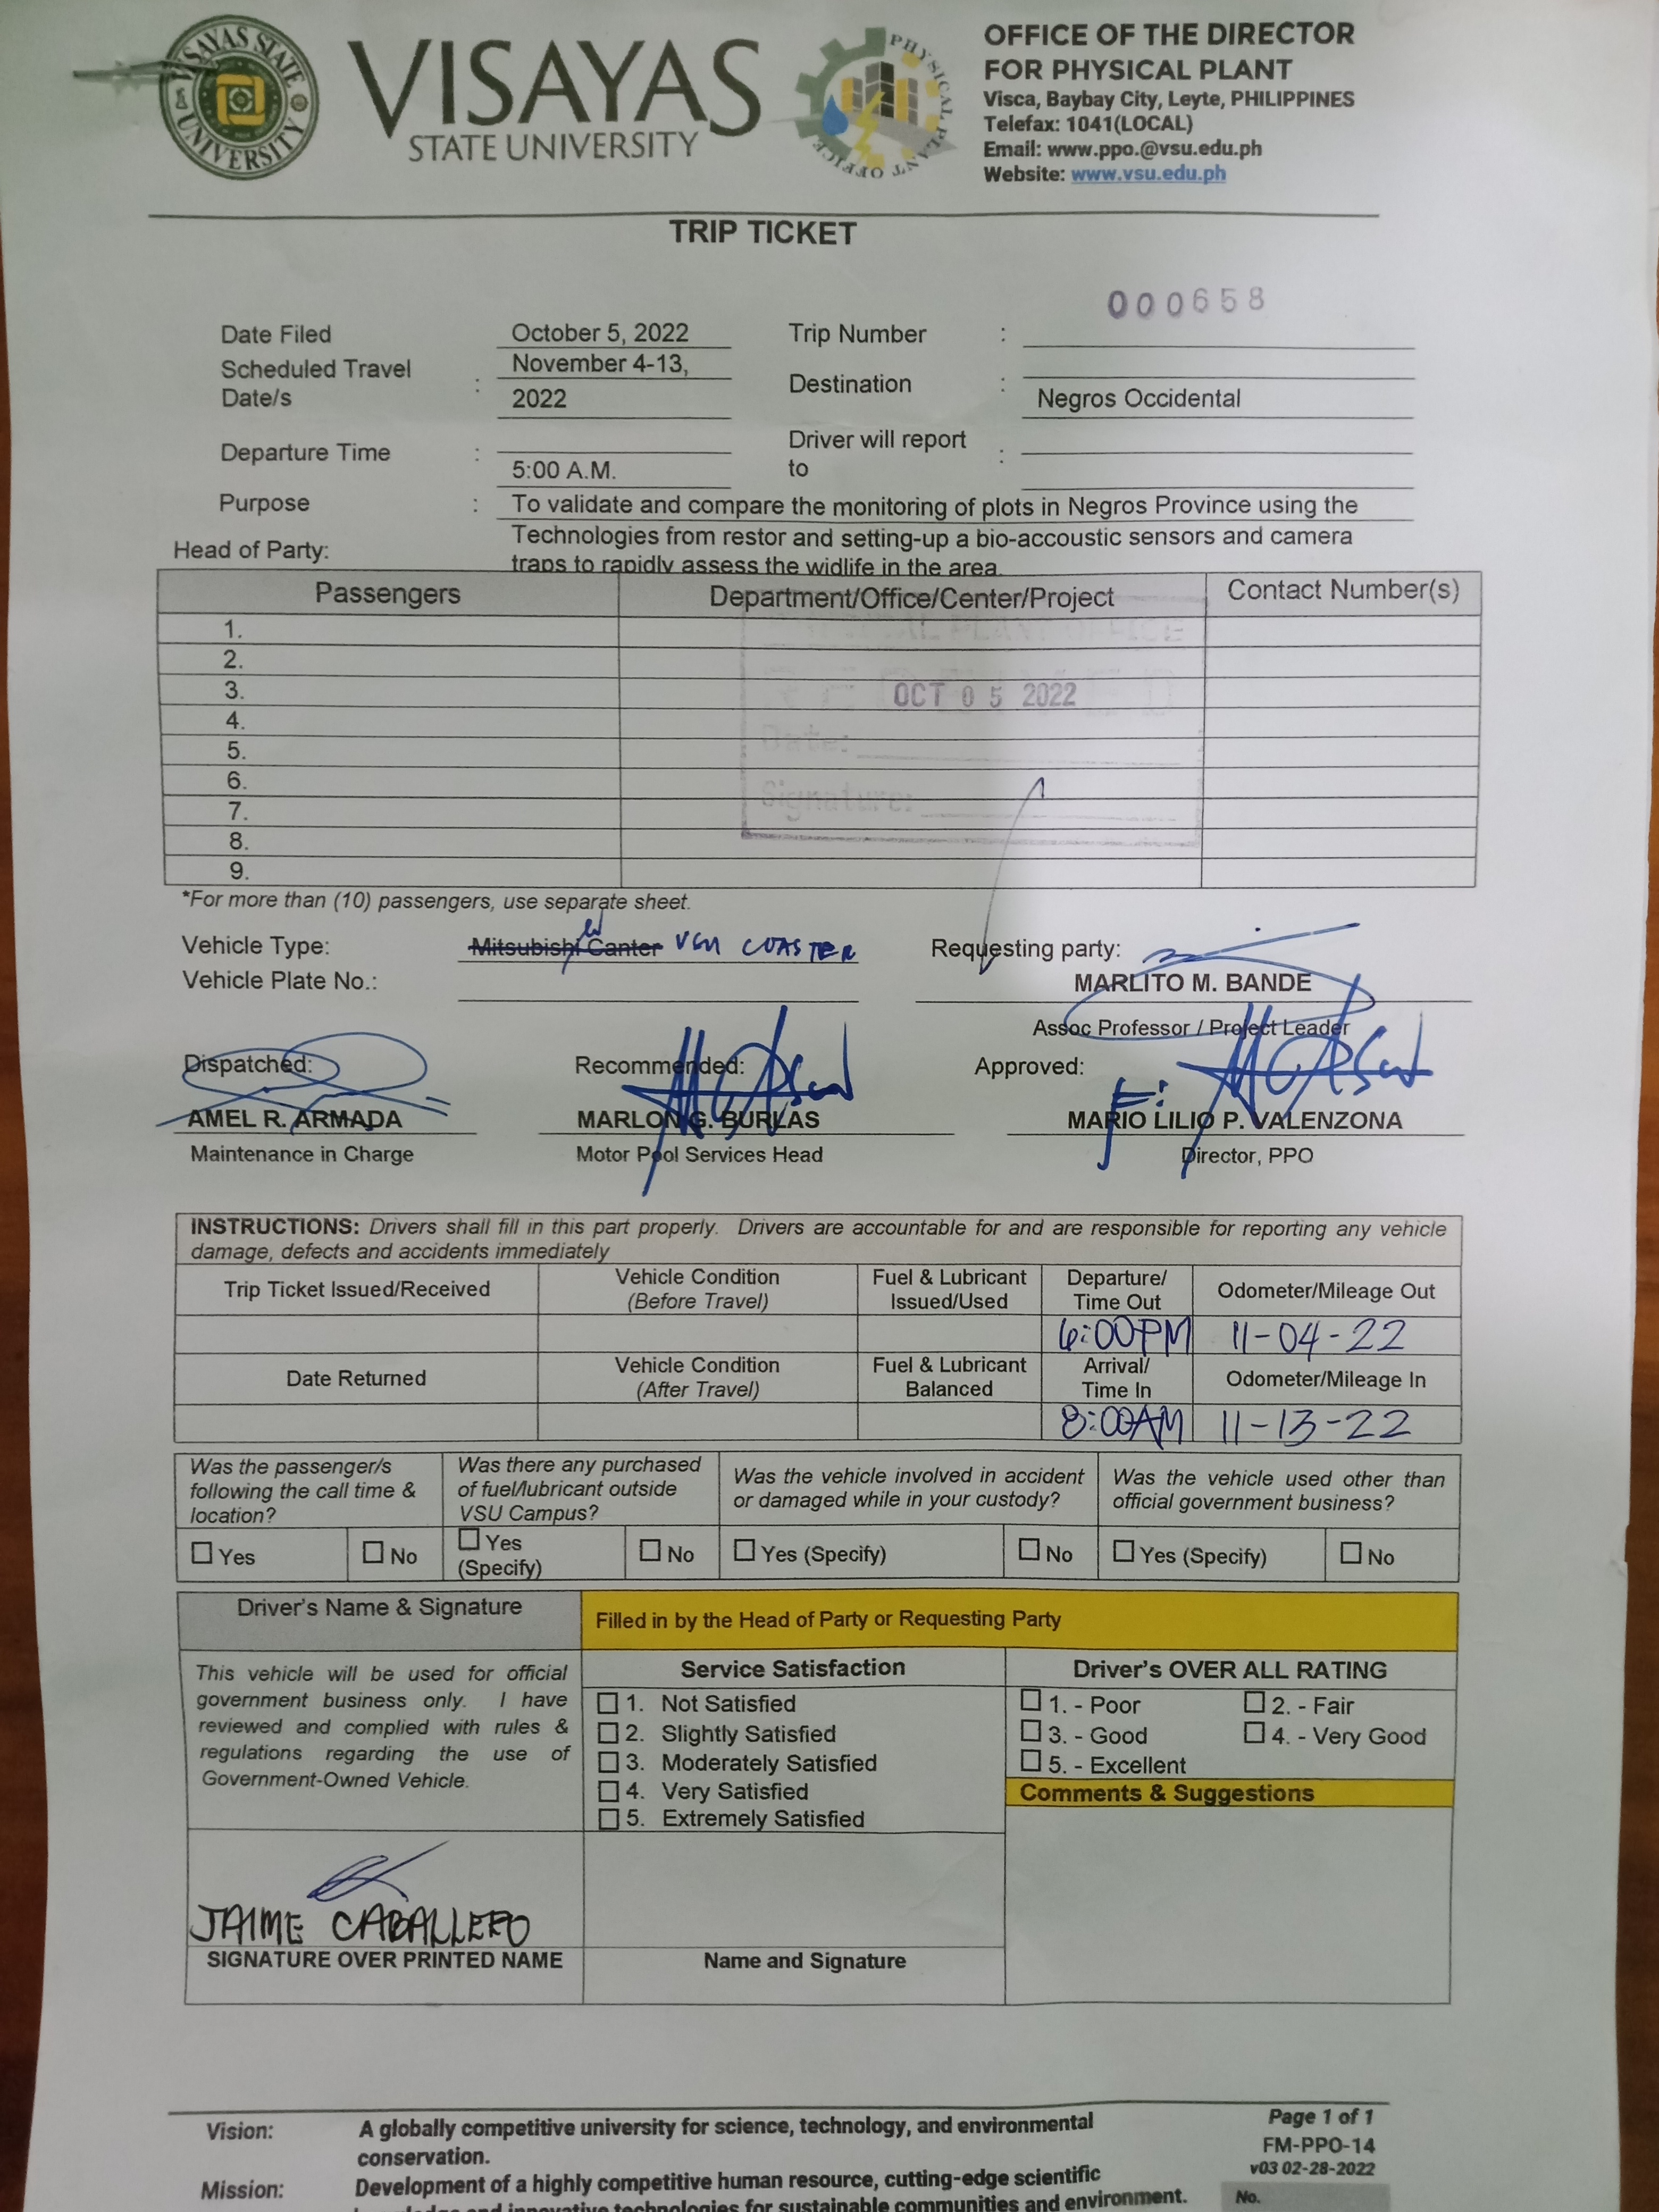 VISAYAS STATE UNIVERSITY
VISAYAS
STATE UNIVERSITY
PHYSICAL PLANT OFFICE
OFFICE OF THE DIRECTOR
FOR PHYSICAL PLANT
Visca, Baybay City, Leyte, PHILIPPINES
Telefax: 1041(LOCAL)
Email: www.ppo.@vsu.edu.ph
Website: www.vsu.edu.ph
TRIP TICKET
000658
Date Filed October 5, 2022 Trip Number :
Scheduled Travel Date/s : November 4-13, 2022 Destination : Negros Occidental
Departure Time : 5:00 A.M. Driver will report to :
Purpose : To validate and compare the monitoring of plots in Negros Province using the
Technologies from restor and setting-up a bio-accoustic sensors and camera
Head of Party:
traps to rapidly assess the widlife in the area.
Passengers Department/Office/Center/Project Contact Number(s)
1.
2.
3.
OCT 05 2022
4.
5.
Date:
6.
Signature:
7.
8.
9.
*For more than (10) passengers, use separate sheet.
Vehicle Type: Mitsubishi Canter VSU COASTER Requesting party:
Vehicle Plate No.: MARLITO M. BANDE
Assoc Professor / Project Leader
Dispatched: Recommended: Approved:
AMEL R. ARMADA MARLON G. BURLAS MARIO LILIO P. VALENZONA
Maintenance in Charge Motor Pool Services Head Director, PPO
INSTRUCTIONS: Drivers shall fill in this part properly. Drivers are accountable for and are responsible for reporting any vehicle
damage, defects and accidents immediately
Trip Ticket Issued/Received Vehicle Condition (Before Travel) Fuel & Lubricant Issued/Used Departure/ Time Out Odometer/Mileage Out
6:00PM 11-04-22
Date Returned Vehicle Condition (After Travel) Fuel & Lubricant Balanced Arrival/ Time In Odometer/Mileage In
8:00AM 11-13-22
Was the passenger/s following the call time & location? Was there any purchased of fuel/lubricant outside VSU Campus? Was the vehicle involved in accident or damaged while in your custody? Was the vehicle used other than official government business?
Yes No Yes (Specify) No Yes (Specify) No Yes (Specify) No
Driver's Name & Signature Filled in by the Head of Party or Requesting Party
This vehicle will be used for official
government business only. I have
reviewed and complied with rules &
regulations regarding the use of
Government-Owned Vehicle.
Service Satisfaction
1. Not Satisfied
2. Slightly Satisfied
3. Moderately Satisfied
4. Very Satisfied
5. Extremely Satisfied
Driver's OVER ALL RATING
1. - Poor 2. - Fair
3. - Good 4. - Very Good
5. - Excellent
Comments & Suggestions
JAIME CABALLERO
SIGNATURE OVER PRINTED NAME Name and Signature
Vision: A globally competitive university for science, technology, and environmental
conservation.
Mission: Development of a highly competitive human resource, cutting-edge scientific
innovative technologies for sustainable communities and environment.
Page 1 of 1
FM-PPO-14
v03 02-28-2022
No.